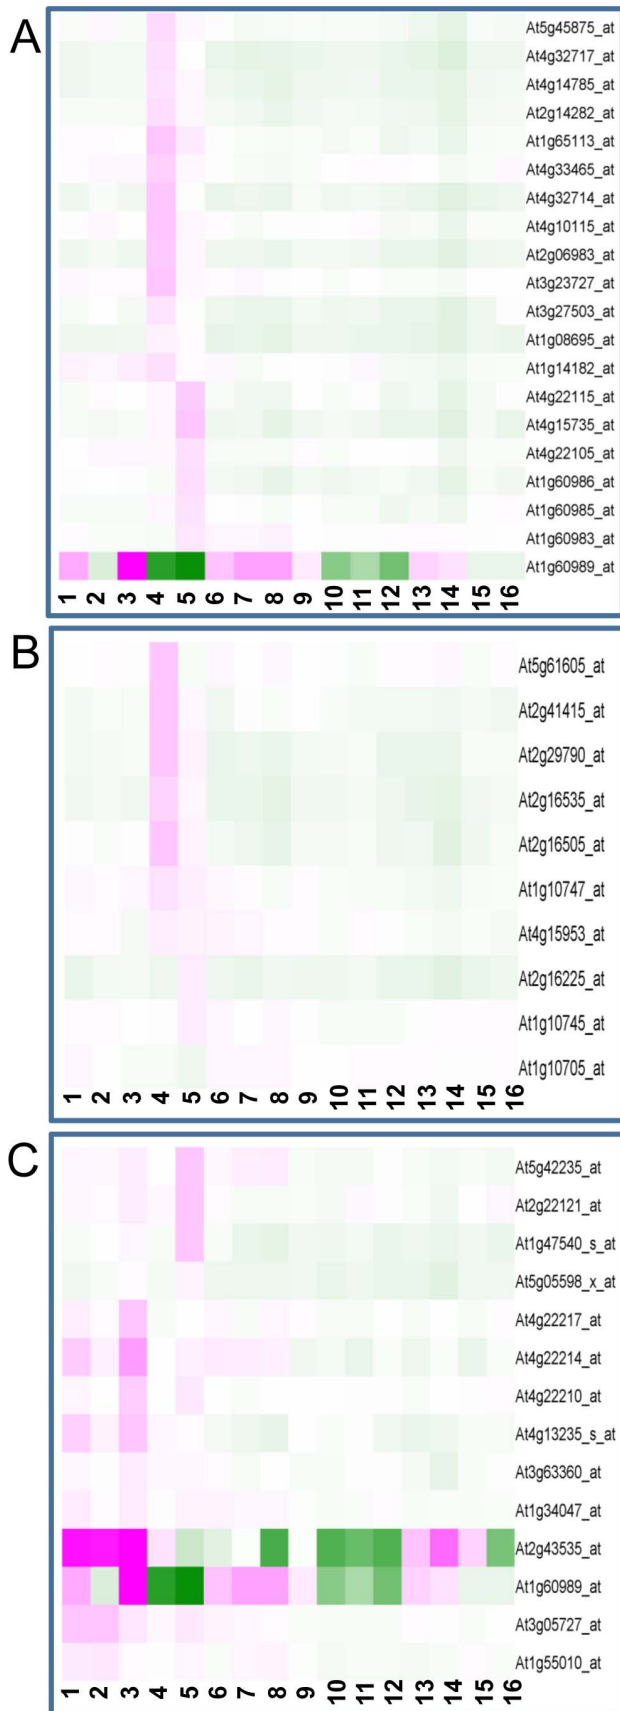 A
At5g45875_at
At4g32717_at
At4g14785_at
At2g14282_at
At1g65113_at
At4g33465_at
At4g32714_at
At4g10115_at
At2g06983_at
At3g23727_at
At3g27503_at
At1g08695_at
At1g14182_at
At4g22115_at
At4g15735_at
At4g22105_at
At1g60986_at
At1g60985_at
At1g60983_at
At1g60989_at
1 2 3 4 5 6 7 8 9 10 11 12 13 14 15 16
B
At5g61605_at
At2g41415_at
At2g29790_at
At2g16535_at
At2g16505_at
At1g10747_at
At4g15953_at
At2g16225_at
At1g10745_at
At1g10705_at
1 2 3 4 5 6 7 8 9 10 11 12 13 14 15 16
C
At5g42235_at
At2g22121_at
At1g47540_s_at
At5g05598_x_at
At4g22217_at
At4g22214_at
At4g22210_at
At4g13235_s_at
At3g63360_at
At1g34047_at
At2g43535_at
At1g60989_at
At3g05727_at
At1g55010_at
1 2 3 4 5 6 7 8 9 10 11 12 13 14 15 16